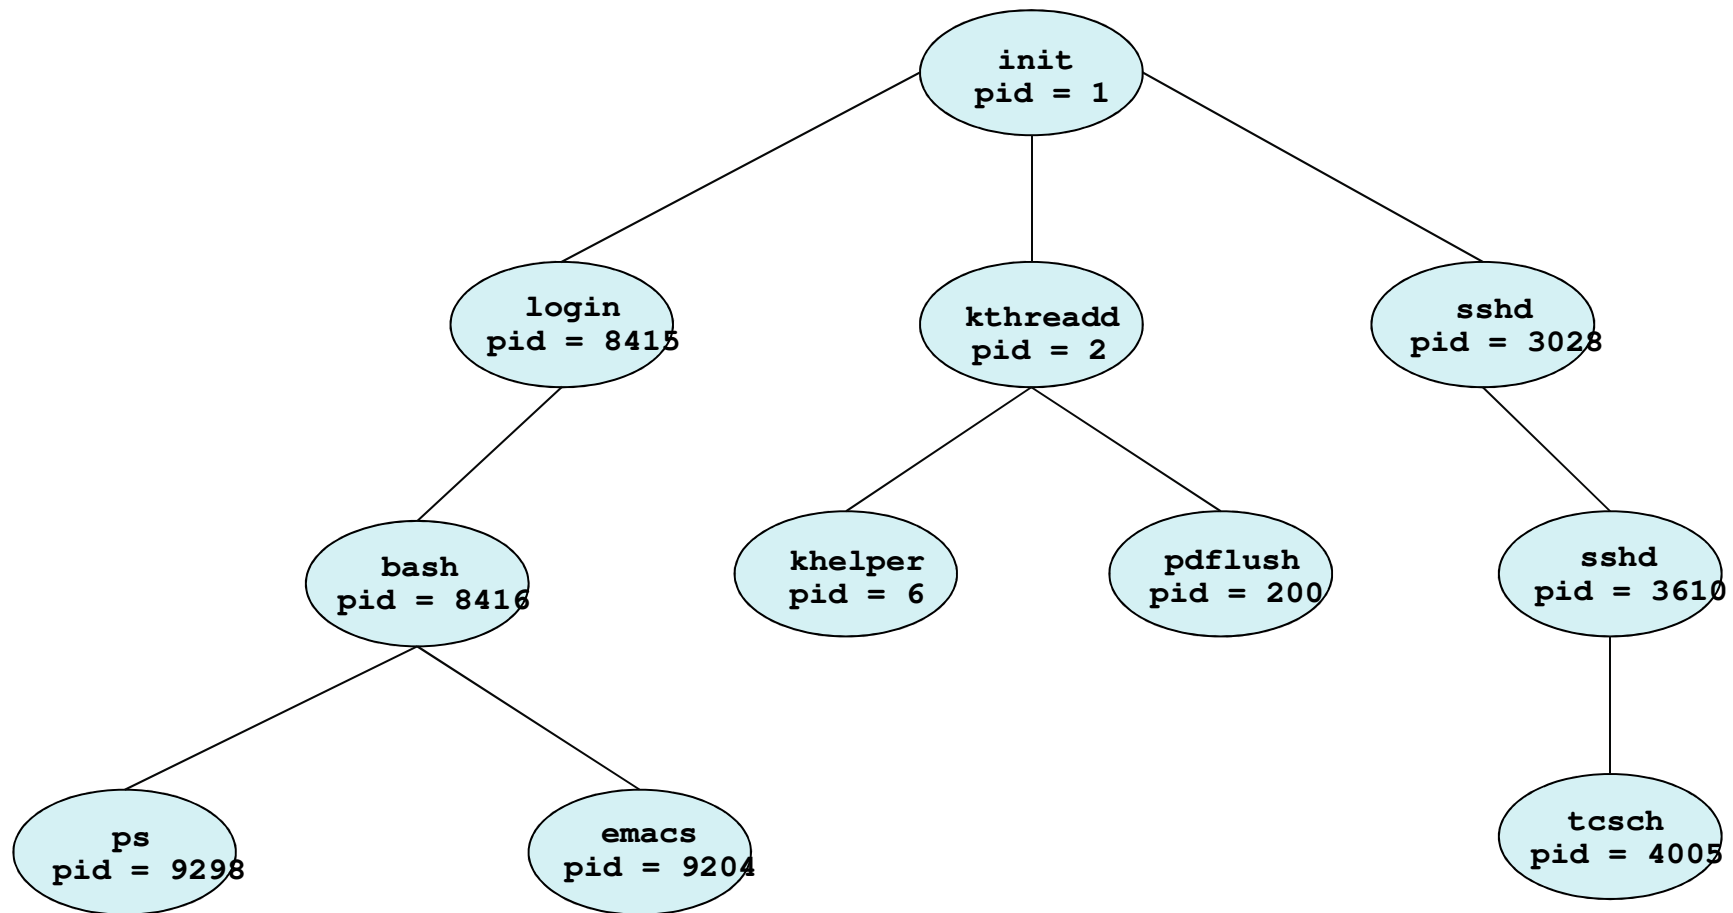 init
pid = 1
login
pid = 8415
kthreadd
pid = 2
sshd
pid = 3028
bash
pid = 8416
khelper
pid = 6
pdflush
pid = 200
sshd
pid = 3610
ps
pid = 9298
emacs
pid = 9204
tcsch
pid = 4005